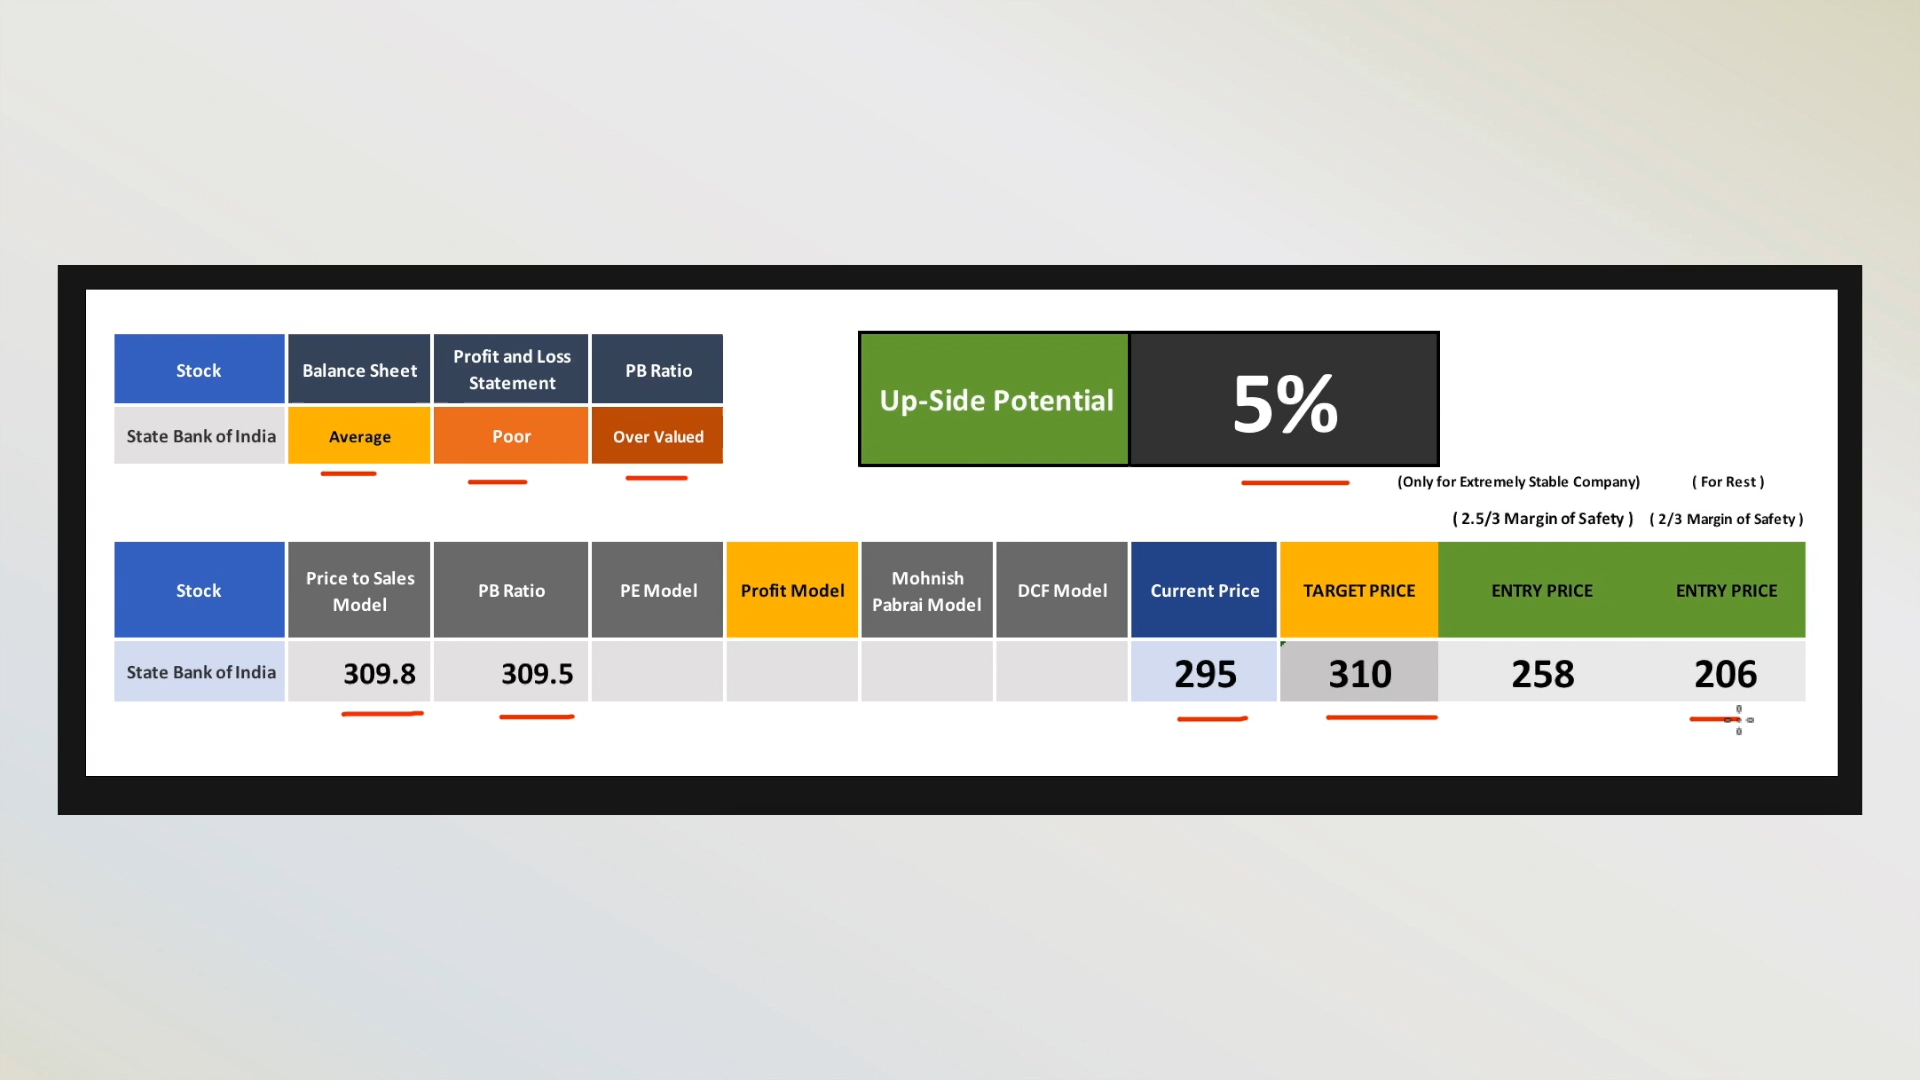 Stock
Balance Sheet
Profit and Loss
Statement
PB Ratio
State Bank of India
Average
Poor
Over Valued
Up-Side Potential
5%
(Only for Extremely Stable Company)
( For Rest )
( 2.5/3 Margin of Safety )
( 2/3 Margin of Safety )
Stock
Price to Sales
Model
PB Ratio
PE Model
Profit Model
Mohnish
Pabrai Model
DCF Model
Current Price
TARGET PRICE
ENTRY PRICE
ENTRY PRICE
State Bank of India
309.8
309.5
295
310
258
206